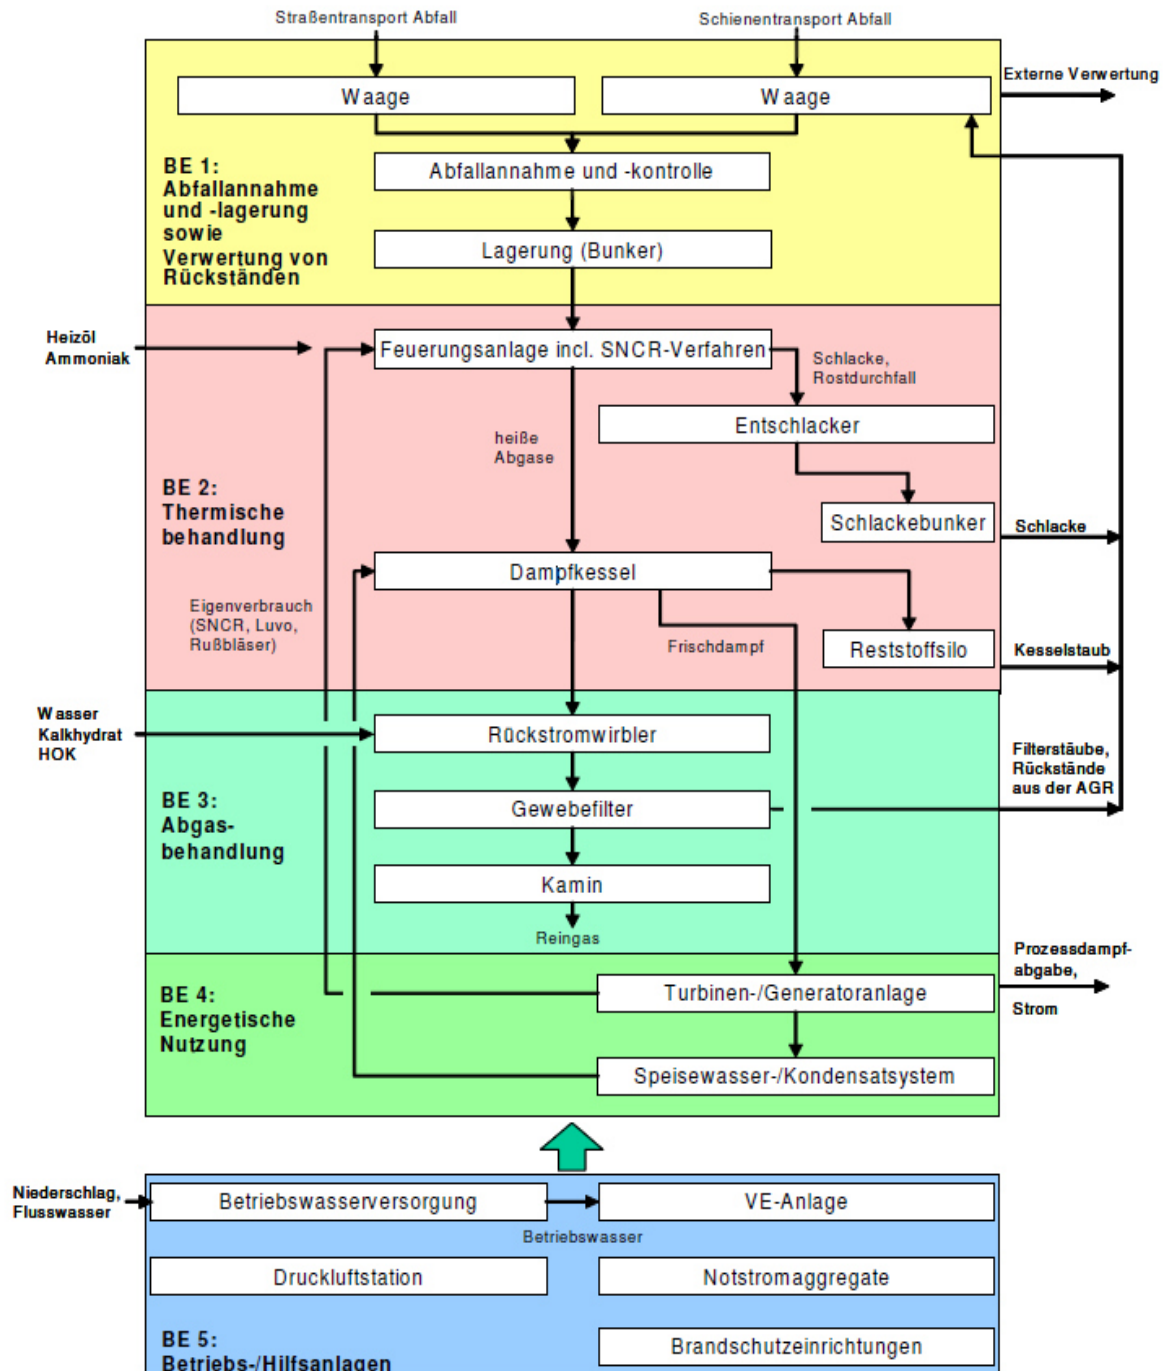 Straßentransport Abfall
Schienentransport Abfall
Waage
Waage
Externe Verwertung
BE 1:
Abfallannahme
und -lagerung
sowie
Verwertung von
Rückständen
Abfallannahme und -kontrolle
Lagerung (Bunker)
Heizöl
Ammoniak
Feuerungsanlage incl. SNCR-Verfahren
Schlacke,
Rostdurchfall
Entschlacker
heiße
Abgase
BE 2:
Thermische
behandlung
Schlackebunker
Schlacke
Dampfkessel
Eigenverbrauch
(SNCR, Luvo,
Rußbläser)
Frischdampf
Reststoffsilo
Kesselstaub
Wasser
Kalkhydrat
HOK
Rückstromwirbler
Filterstäube,
Rückstände
aus der AGR
BE 3:
Abgas-
behandlung
Gewebefilter
Kamin
Reingas
Prozessdampf-
abgabe,
Strom
BE 4:
Energetische
Nutzung
Turbinen-/Generatoranlage
Speisewasser-/Kondensatsystem
Niederschlag,
Flusswasser
Betriebswasserversorgung
VE-Anlage
Betriebswasser
Druckluftstation
Notstromaggregate
BE 5:
Betriebs-/Hilfsanlagen
Brandschutzeinrichtungen